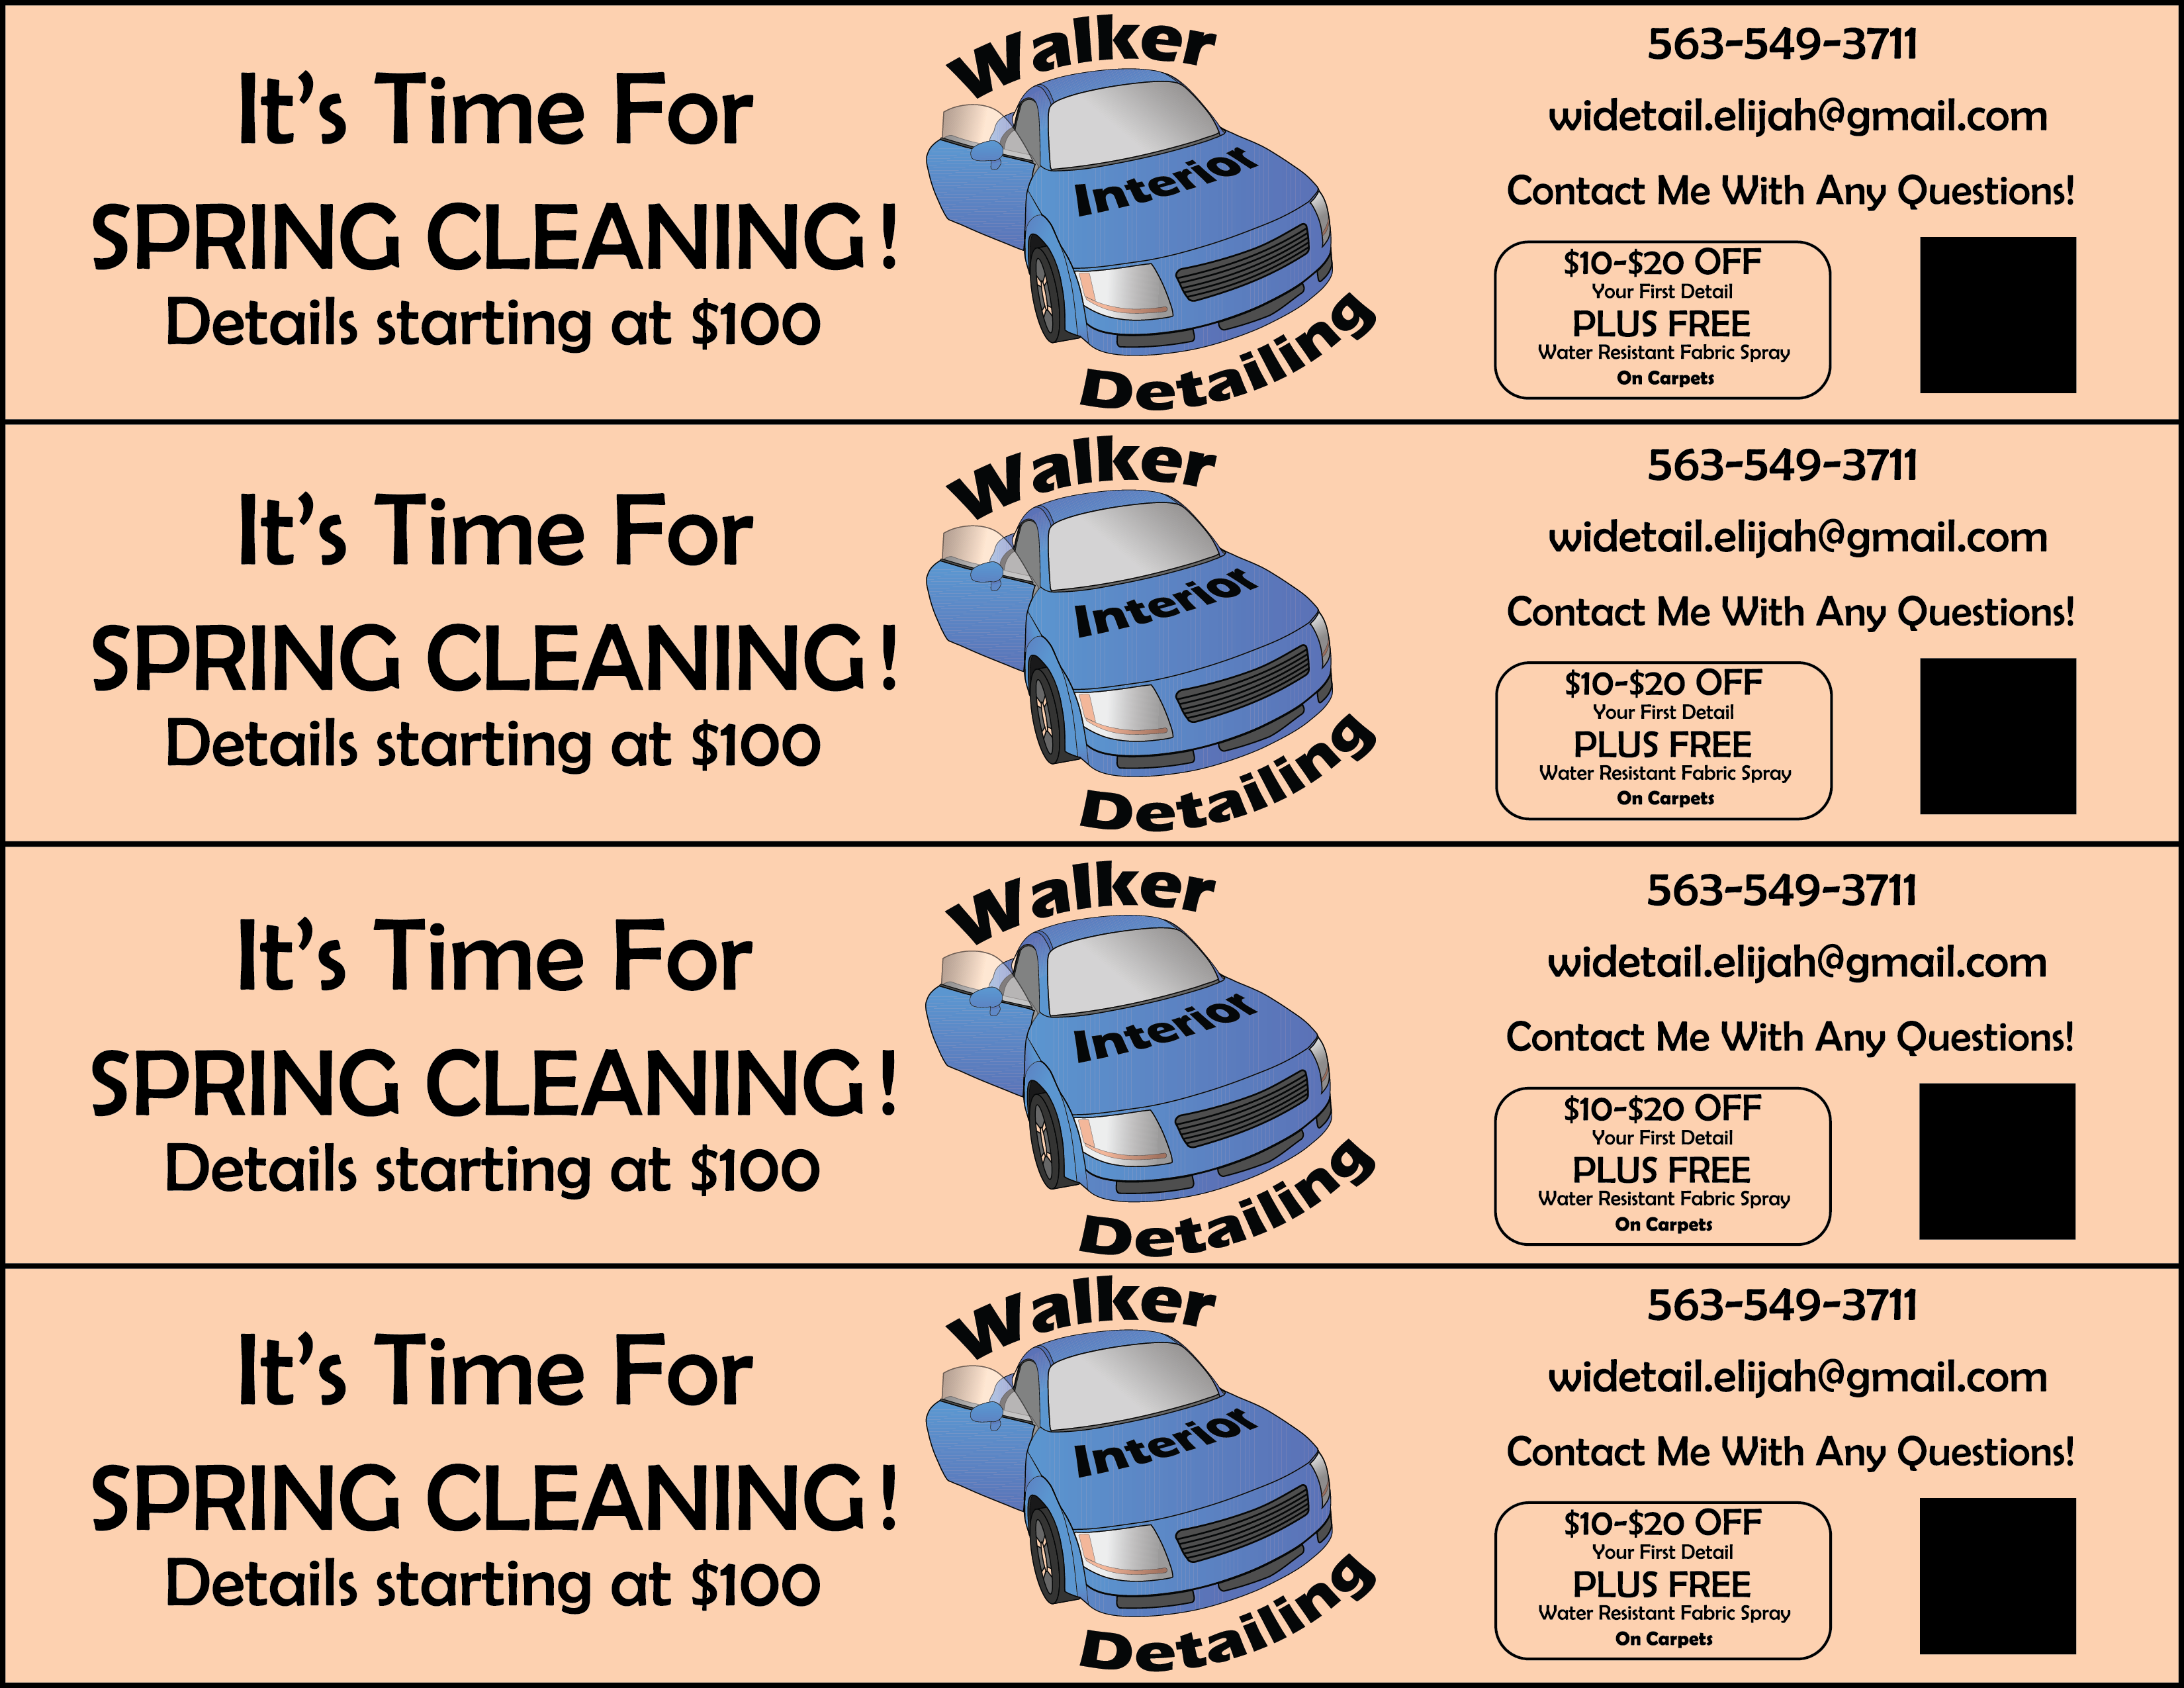 It's Time For
SPRING CLEANING!
Details starting at $100
Walker
Interior
Detailing
563-549-3711
widetail.elijah@gmail.com
Contact Me With Any Questions!
$10-$20 OFF
Your First Detail
PLUS FREE
Water Resistant Fabric Spray
On Carpets
It's Time For
SPRING CLEANING!
Details starting at $100
Walker
Interior
Detailing
563-549-3711
widetail.elijah@gmail.com
Contact Me With Any Questions!
$10-$20 OFF
Your First Detail
PLUS FREE
Water Resistant Fabric Spray
On Carpets
It's Time For
SPRING CLEANING!
Details starting at $100
Walker
Interior
Detailing
563-549-3711
widetail.elijah@gmail.com
Contact Me With Any Questions!
$10-$20 OFF
Your First Detail
PLUS FREE
Water Resistant Fabric Spray
On Carpets
It's Time For
SPRING CLEANING!
Details starting at $100
Walker
Interior
Detailing
563-549-3711
widetail.elijah@gmail.com
Contact Me With Any Questions!
$10-$20 OFF
Your First Detail
PLUS FREE
Water Resistant Fabric Spray
On Carpets